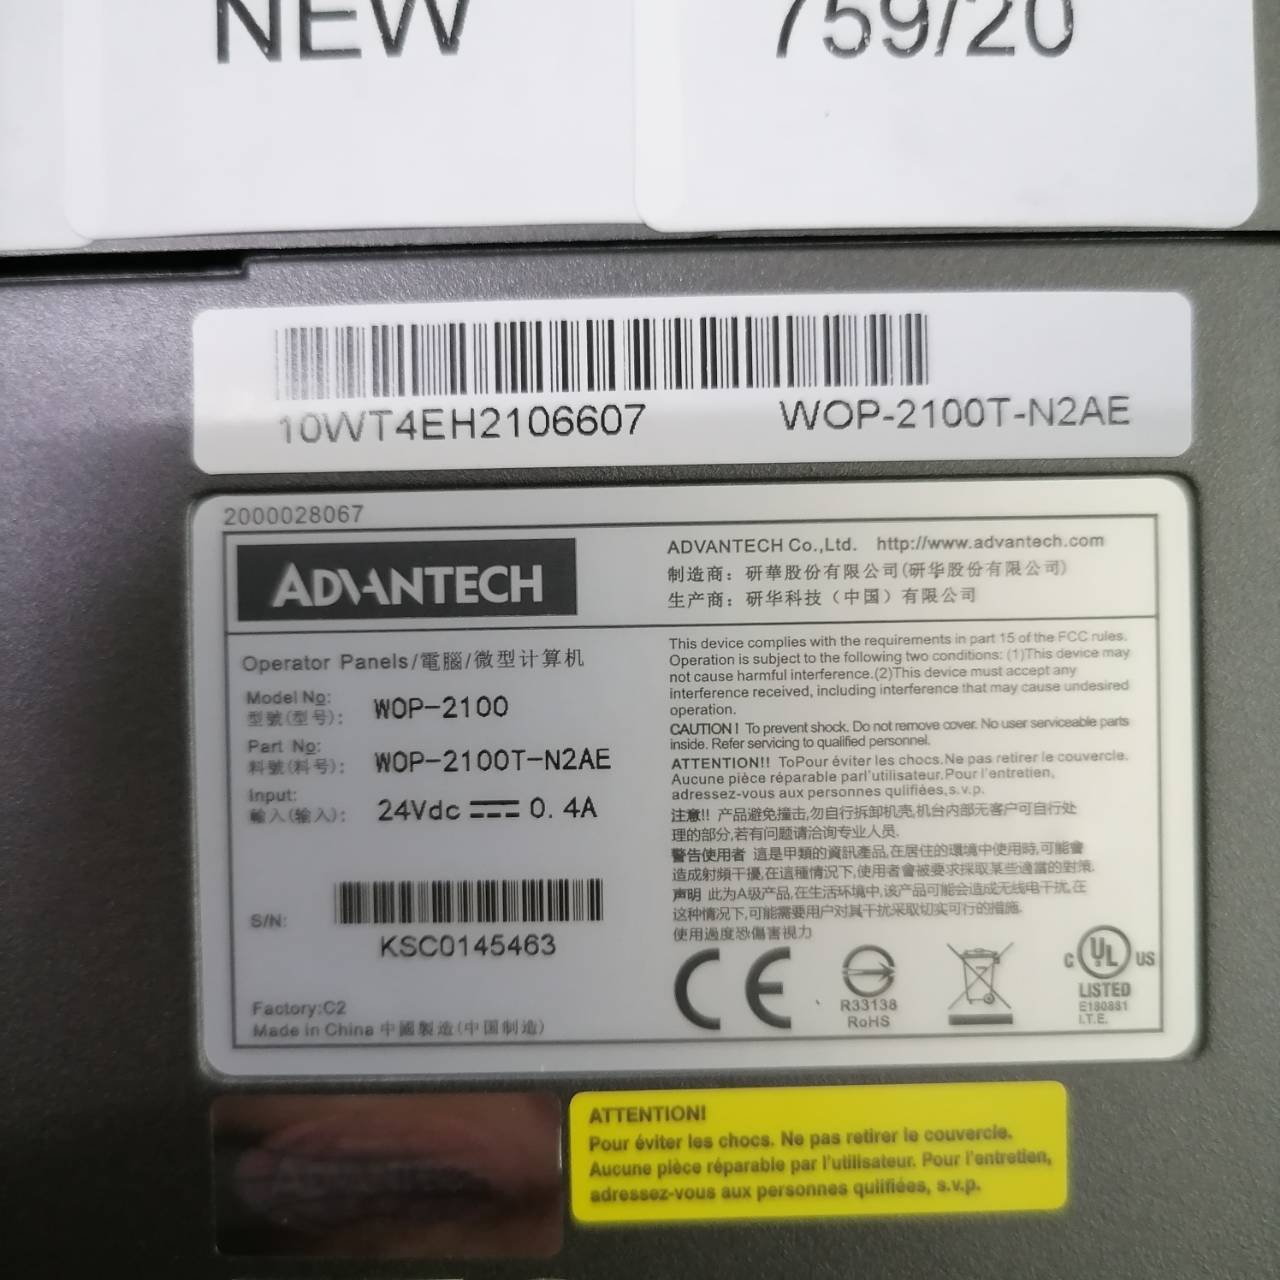 NEW
759/20
10WT4EH2106607
WOP-2100T-N2AE
2000028067
ADVANTECH
ADVANTECH Co.,Ltd. http://www.advantech.com
制造商：研華股份有限公司(研华股份有限公司)
生产商：研华科技（中国）有限公司
Operator Panels/電腦/微型计算机
Model No:
型號(型号): WOP-2100
Part No:
料號(料号): WOP-2100T-N2AE
Input:
輸入(输入): 24Vdc 0.4A
S/N:
KSC0145463
Factory:C2
Made in China 中國製造(中国制造)
This device complies with the requirements in part 15 of the FCC rules.
Operation is subject to the following two conditions: (1)This device may
not cause harmful interference.(2)This device must accept any
interference received, including interference that may cause undesired
operation.
CAUTION! To prevent shock. Do not remove cover. No user serviceable parts
inside. Refer servicing to qualified personnel.
ATTENTION!! ToPour éviter les chocs.Ne pas retirer le couvercle.
Aucune pièce réparable parl'utilisateur.Pour l'entretien,
adressez-vous aux personnes qulifiées,s.v.p.
注意!! 产品避免撞击,勿自行拆卸机壳,机台内部无客户可自行处
理的部分,若有问题请洽询专业人员.
警告使用者 這是甲類的資訊產品,在居住的環境中使用時,可能會
造成射頻干擾,在這種情況下,使用者會被要求採取某些適當的對策.
声明 此为A级产品,在生活环境中,该产品可能会造成无线电干扰,在
这种情况下,可能需要用户对其干扰采取切实可行的措施.
使用過度恐傷害視力
CE
R33138
RoHS
C UL US
LISTED
E180881
I.T.E.
ADVANTECH
ATTENTION!
Pour éviter les chocs. Ne pas retirer le couvercle.
Aucune pièce réparable par l'utilisateur. Pour l'entretien,
adressez-vous aux personnes qulifiées, s.v.p.